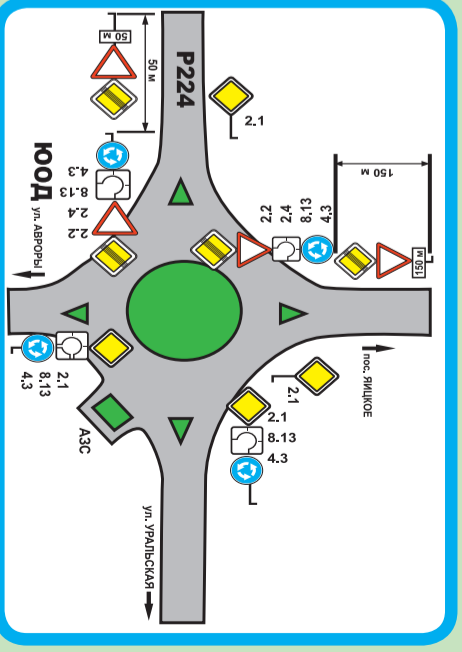 50 м
50 м
Р224
2.1
150 м
150 м
ЮОД
ул. АВРОРЫ
4.3
8.13
2.4
2.2
2.2
2.4
8.13
4.3
пос. ЯИЦКОЕ
2.1
2.1
8.13
4.3
2.1
8.13
4.3
АЗС
ул. УРАЛЬСКАЯ